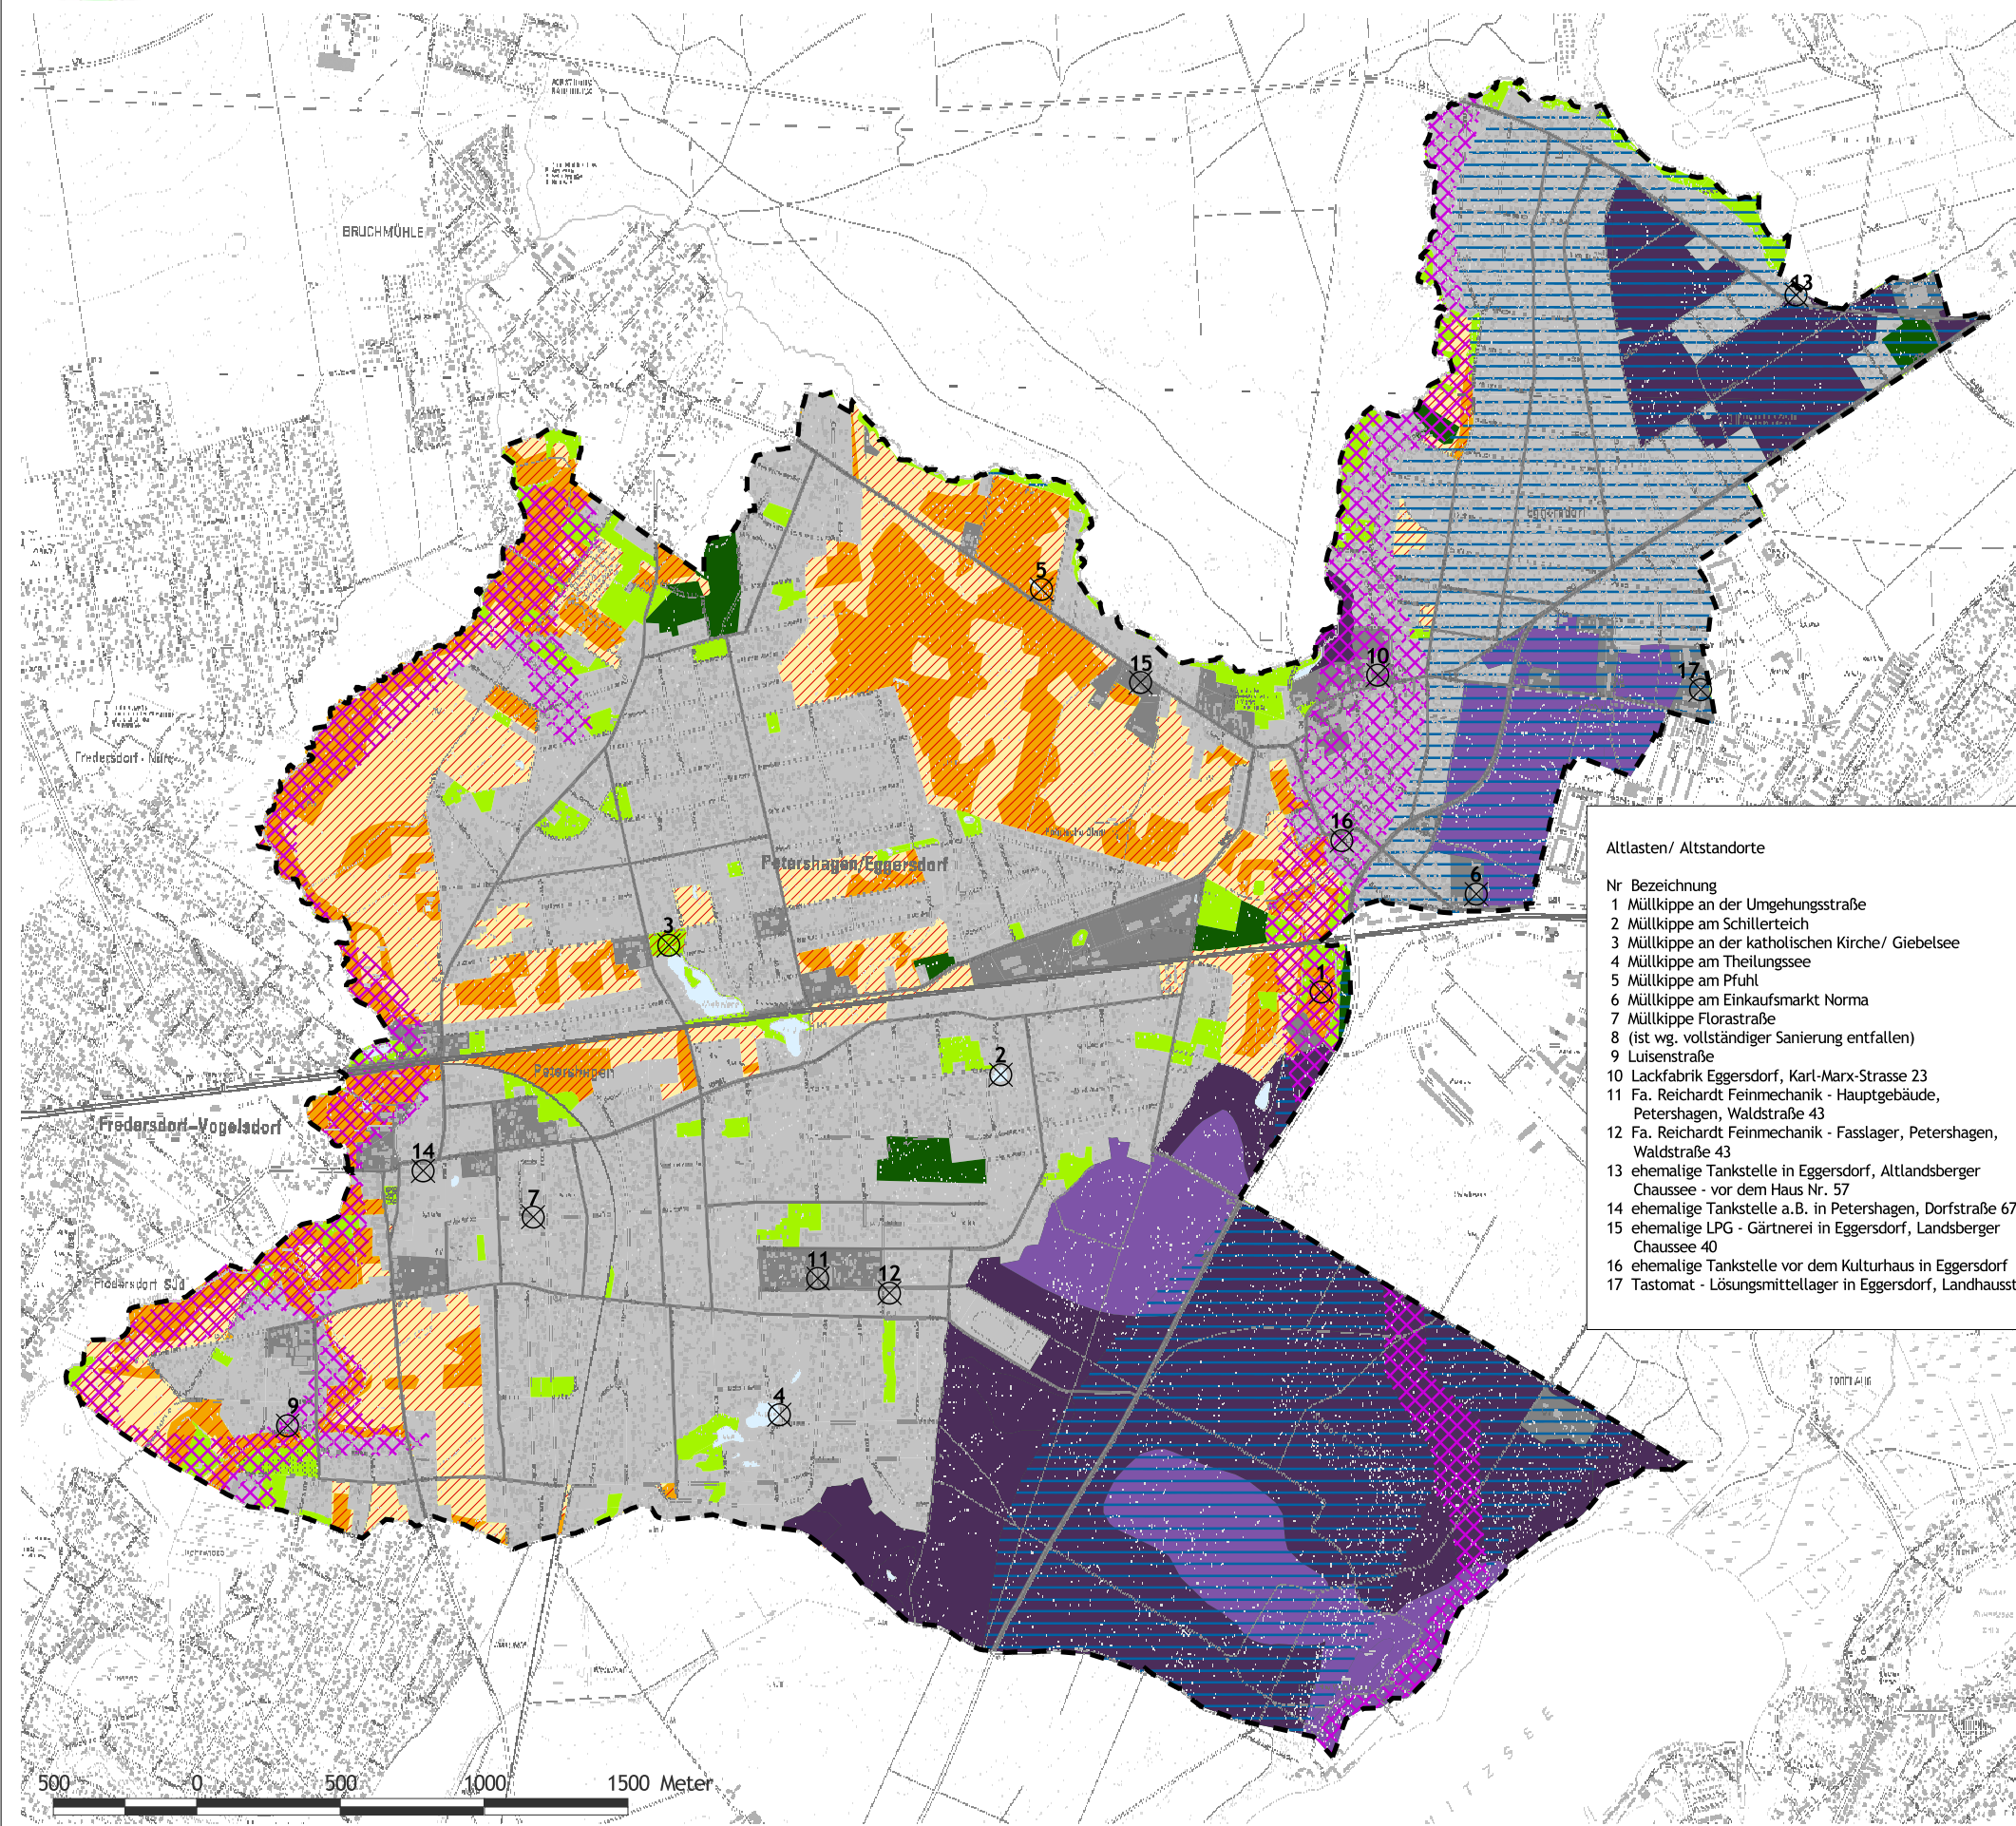 BRUCHMÜHLE
13
5
15
10
17
Eggersdorf
Fredersdorf - Nord
16
6
Petershagen/Eggersdorf
3
1
2
Petershagen
Fredersdorf-Vogelsdorf
14
7
Fredersdorf Süd
11
12
9
4
Altlasten/ Altstandorte
Nr Bezeichnung
1 Müllkippe an der Umgehungsstraße
2 Müllkippe am Schillerteich
3 Müllkippe an der katholischen Kirche/ Giebelsee
4 Müllkippe am Theilungssee
5 Müllkippe am Pfuhl
6 Müllkippe am Einkaufsmarkt Norma
7 Müllkippe Florastraße
8 (ist wg. vollständiger Sanierung entfallen)
9 Luisenstraße
10 Lackfabrik Eggersdorf, Karl-Marx-Strasse 23
11 Fa. Reichardt Feinmechanik - Hauptgebäude,
Petershagen, Waldstraße 43
12 Fa. Reichardt Feinmechanik - Fasslager, Petershagen,
Waldstraße 43
13 ehemalige Tankstelle in Eggersdorf, Altlandsberger
Chaussee - vor dem Haus Nr. 57
14 ehemalige Tankstelle a.B. in Petershagen, Dorfstraße 67
15 ehemalige LPG - Gärtnerei in Eggersdorf, Landsberger
Chaussee 40
16 ehemalige Tankstelle vor dem Kulturhaus in Eggersdorf
17 Tastomat - Lösungsmittellager in Eggersdorf, Landhausst
500 0 500 1000 1500 Meter
ITZSEE